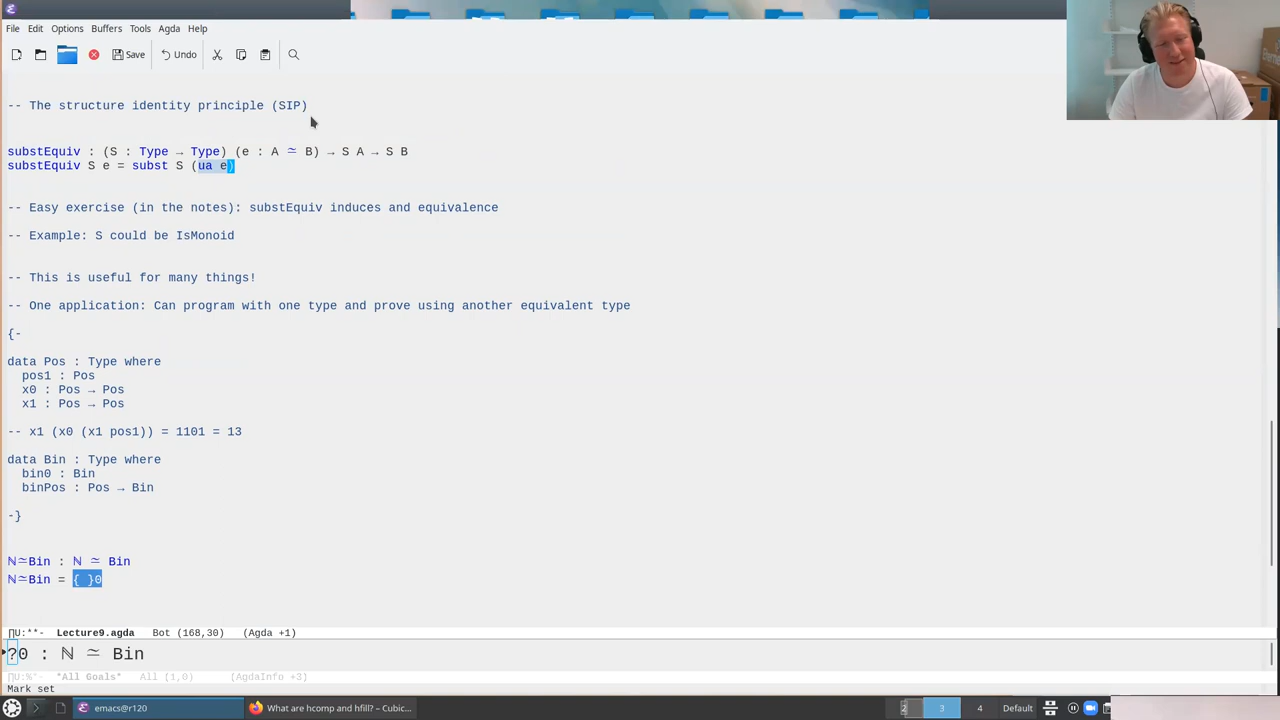 File Edit Options Buffers Tools Agda Help
Save Undo
-- The structure identity principle (SIP)
substEquiv : (S : Type → Type) (e : A ≃ B) → S A → S B
substEquiv S e = subst S (ua e)
-- Easy exercise (in the notes): substEquiv induces and equivalence
-- Example: S could be IsMonoid
-- This is useful for many things!
-- One application: Can program with one type and prove using another equivalent type
{-
data Pos : Type where
pos1 : Pos
x0 : Pos → Pos
x1 : Pos → Pos
-- x1 (x0 (x1 pos1)) = 1101 = 13
data Bin : Type where
bin0 : Bin
binPos : Pos → Bin
-}
ℕ≃Bin : ℕ ≃ Bin
ℕ≃Bin = { }0
∏U:**- Lecture9.agda Bot (168,30) (Agda +1)
?0 : ℕ ≃ Bin
∏U:%*- *All Goals* All (1,0) (AgdaInfo +3)
Mark set
emacs@r120 What are hcomp and hfill? – Cubic... 2 3 4 Default